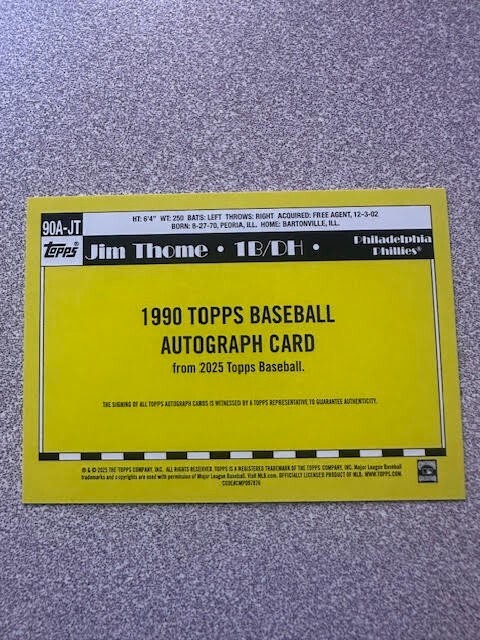 90A-JT
HT: 6'4" WT: 250 BATS: LEFT THROWS: RIGHT ACQUIRED: FREE AGENT, 12-3-02
BORN: 8-27-70, PEORIA, ILL. HOME: BARTONVILLE, ILL.
Topps® Jim Thome • 1B/DH • Philadelphia
Phillies®
1990 TOPPS BASEBALL
AUTOGRAPH CARD
from 2025 Topps Baseball.
THE SIGNING OF ALL TOPPS AUTOGRAPH CARDS IS WITNESSED BY A TOPPS REPRESENTATIVE TO GUARANTEE AUTHENTICITY.
® & © 2025 THE TOPPS COMPANY, INC. ALL RIGHTS RESERVED. TOPPS IS A REGISTERED TRADEMARK OF THE TOPPS COMPANY, INC. Major League Baseball
trademarks and copyrights are used with permission of Major League Baseball. Visit MLB.com. OFFICIALLY LICENSED PRODUCT OF MLB. WWW.TOPPS.COM.